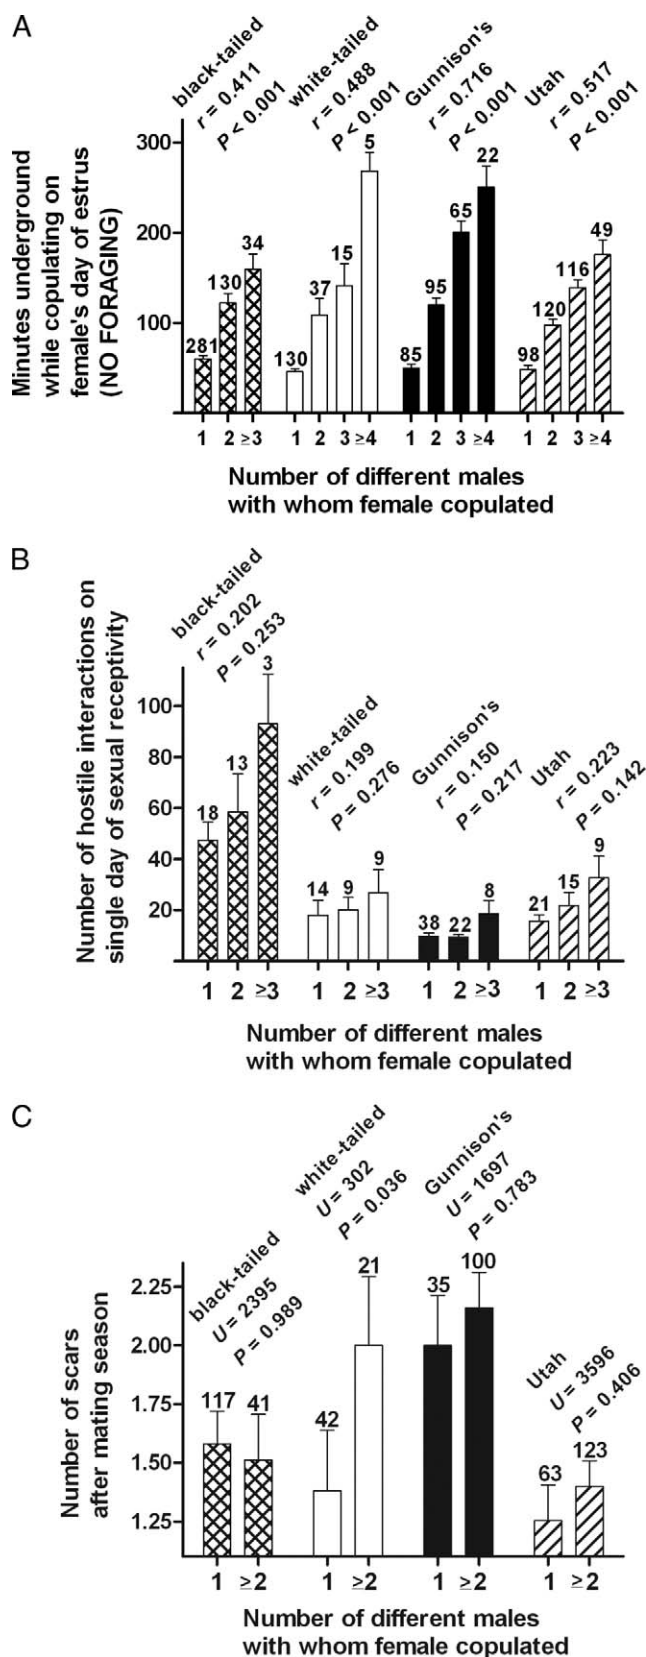 A
black-tailed
r = 0.411
P < 0.001
white-tailed
r = 0.488
P < 0.001
Gunnison's
r = 0.716
P < 0.001
Utah
r = 0.517
P < 0.001
Minutes underground
while copulating on
female's day of estrus
(NO FORAGING)
300
200
100
281
130
34
130
37
15
5
85
95
65
22
98
120
116
49
1 2 ≥3 1 2 3 ≥4 1 2 3 ≥4 1 2 3 ≥4
Number of different males
with whom female copulated
B
black-tailed
r = 0.202
P = 0.253
white-tailed
r = 0.199
P = 0.276
Gunnison's
r = 0.150
P = 0.217
Utah
r = 0.223
P = 0.142
Number of hostile interactions on
single day of sexual receptivity
100
80
60
40
20
18
13
3
14
9
9
38
22
8
21
15
9
1 2 ≥3 1 2 ≥3 1 2 ≥3 1 2 ≥3
Number of different males
with whom female copulated
C
black-tailed
U = 2395
P = 0.989
white-tailed
U = 302
P = 0.036
Gunnison's
U = 1697
P = 0.783
Utah
U = 3596
P = 0.406
Number of scars
after mating season
2.25
2.00
1.75
1.50
1.25
117
41
42
21
35
100
63
123
1 ≥2 1 ≥2 1 ≥2 1 ≥2
Number of different males
with whom female copulated